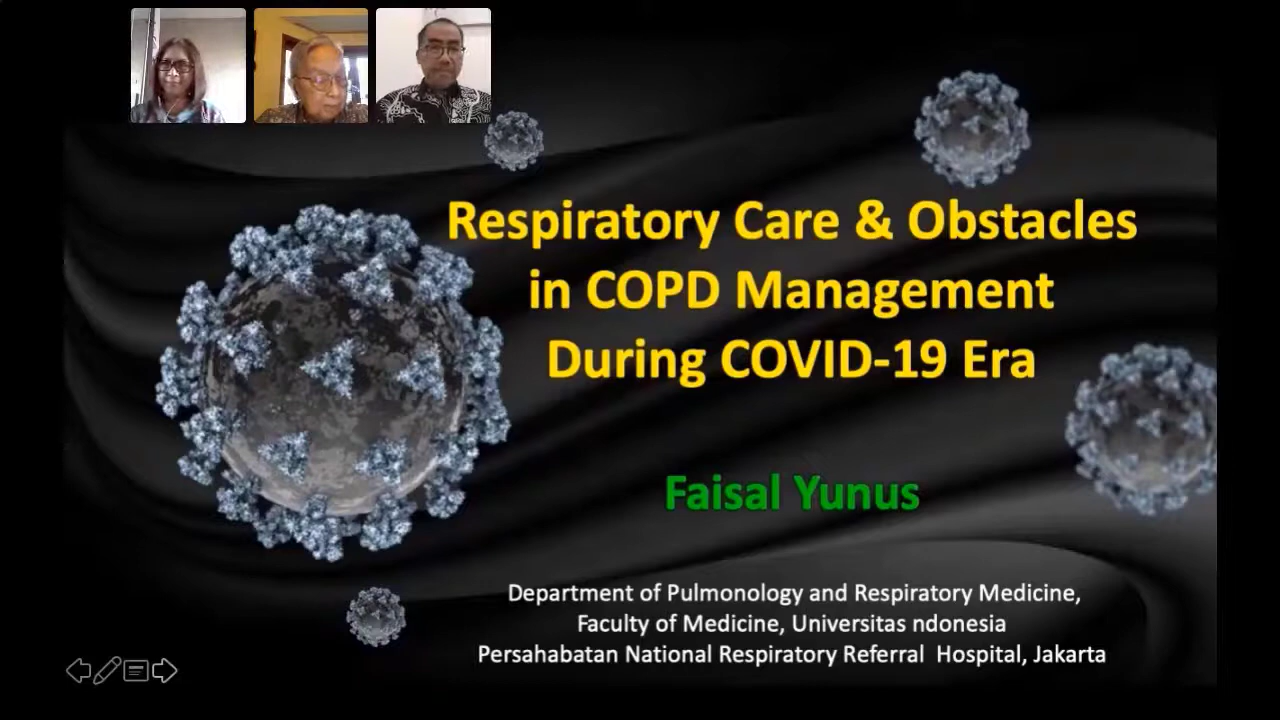 Respiratory Care & Obstacles
in COPD Management
During COVID-19 Era
Faisal Yunus
Department of Pulmonology and Respiratory Medicine,
Faculty of Medicine, Universitas ndonesia
Persahabatan National Respiratory Referral Hospital, Jakarta